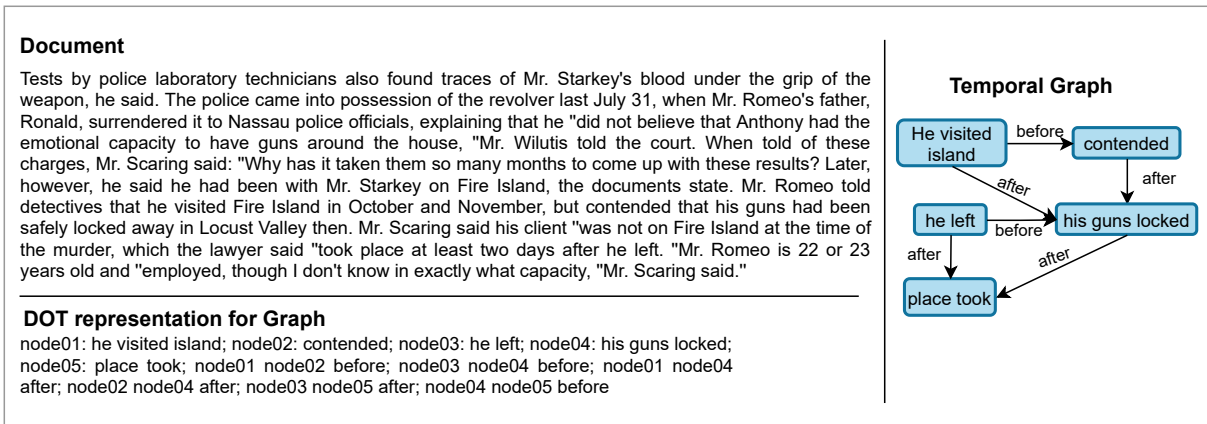 Document
Tests by police laboratory technicians also found traces of Mr. Starkey's blood under the grip of the
weapon, he said. The police came into possession of the revolver last July 31, when Mr. Romeo's father,
Ronald, surrendered it to Nassau police officials, explaining that he "did not believe that Anthony had the
emotional capacity to have guns around the house, "Mr. Wilutis told the court. When told of these
charges, Mr. Scaring said: "Why has it taken them so many months to come up with these results? Later,
however, he said he had been with Mr. Starkey on Fire Island, the documents state. Mr. Romeo told
detectives that he visited Fire Island in October and November, but contended that his guns had been
safely locked away in Locust Valley then. Mr. Scaring said his client "was not on Fire Island at the time of
the murder, which the lawyer said "took place at least two days after he left. "Mr. Romeo is 22 or 23
years old and "employed, though I don't know in exactly what capacity, "Mr. Scaring said."
DOT representation for Graph
node01: he visited island; node02: contended; node03: he left; node04: his guns locked;
node05: place took; node01 node02 before; node03 node04 before; node01 node04
after; node02 node04 after; node03 node05 after; node04 node05 before
Temporal Graph
He visited
island
before
contended
after
after
he left
before
his guns locked
after
after
place took